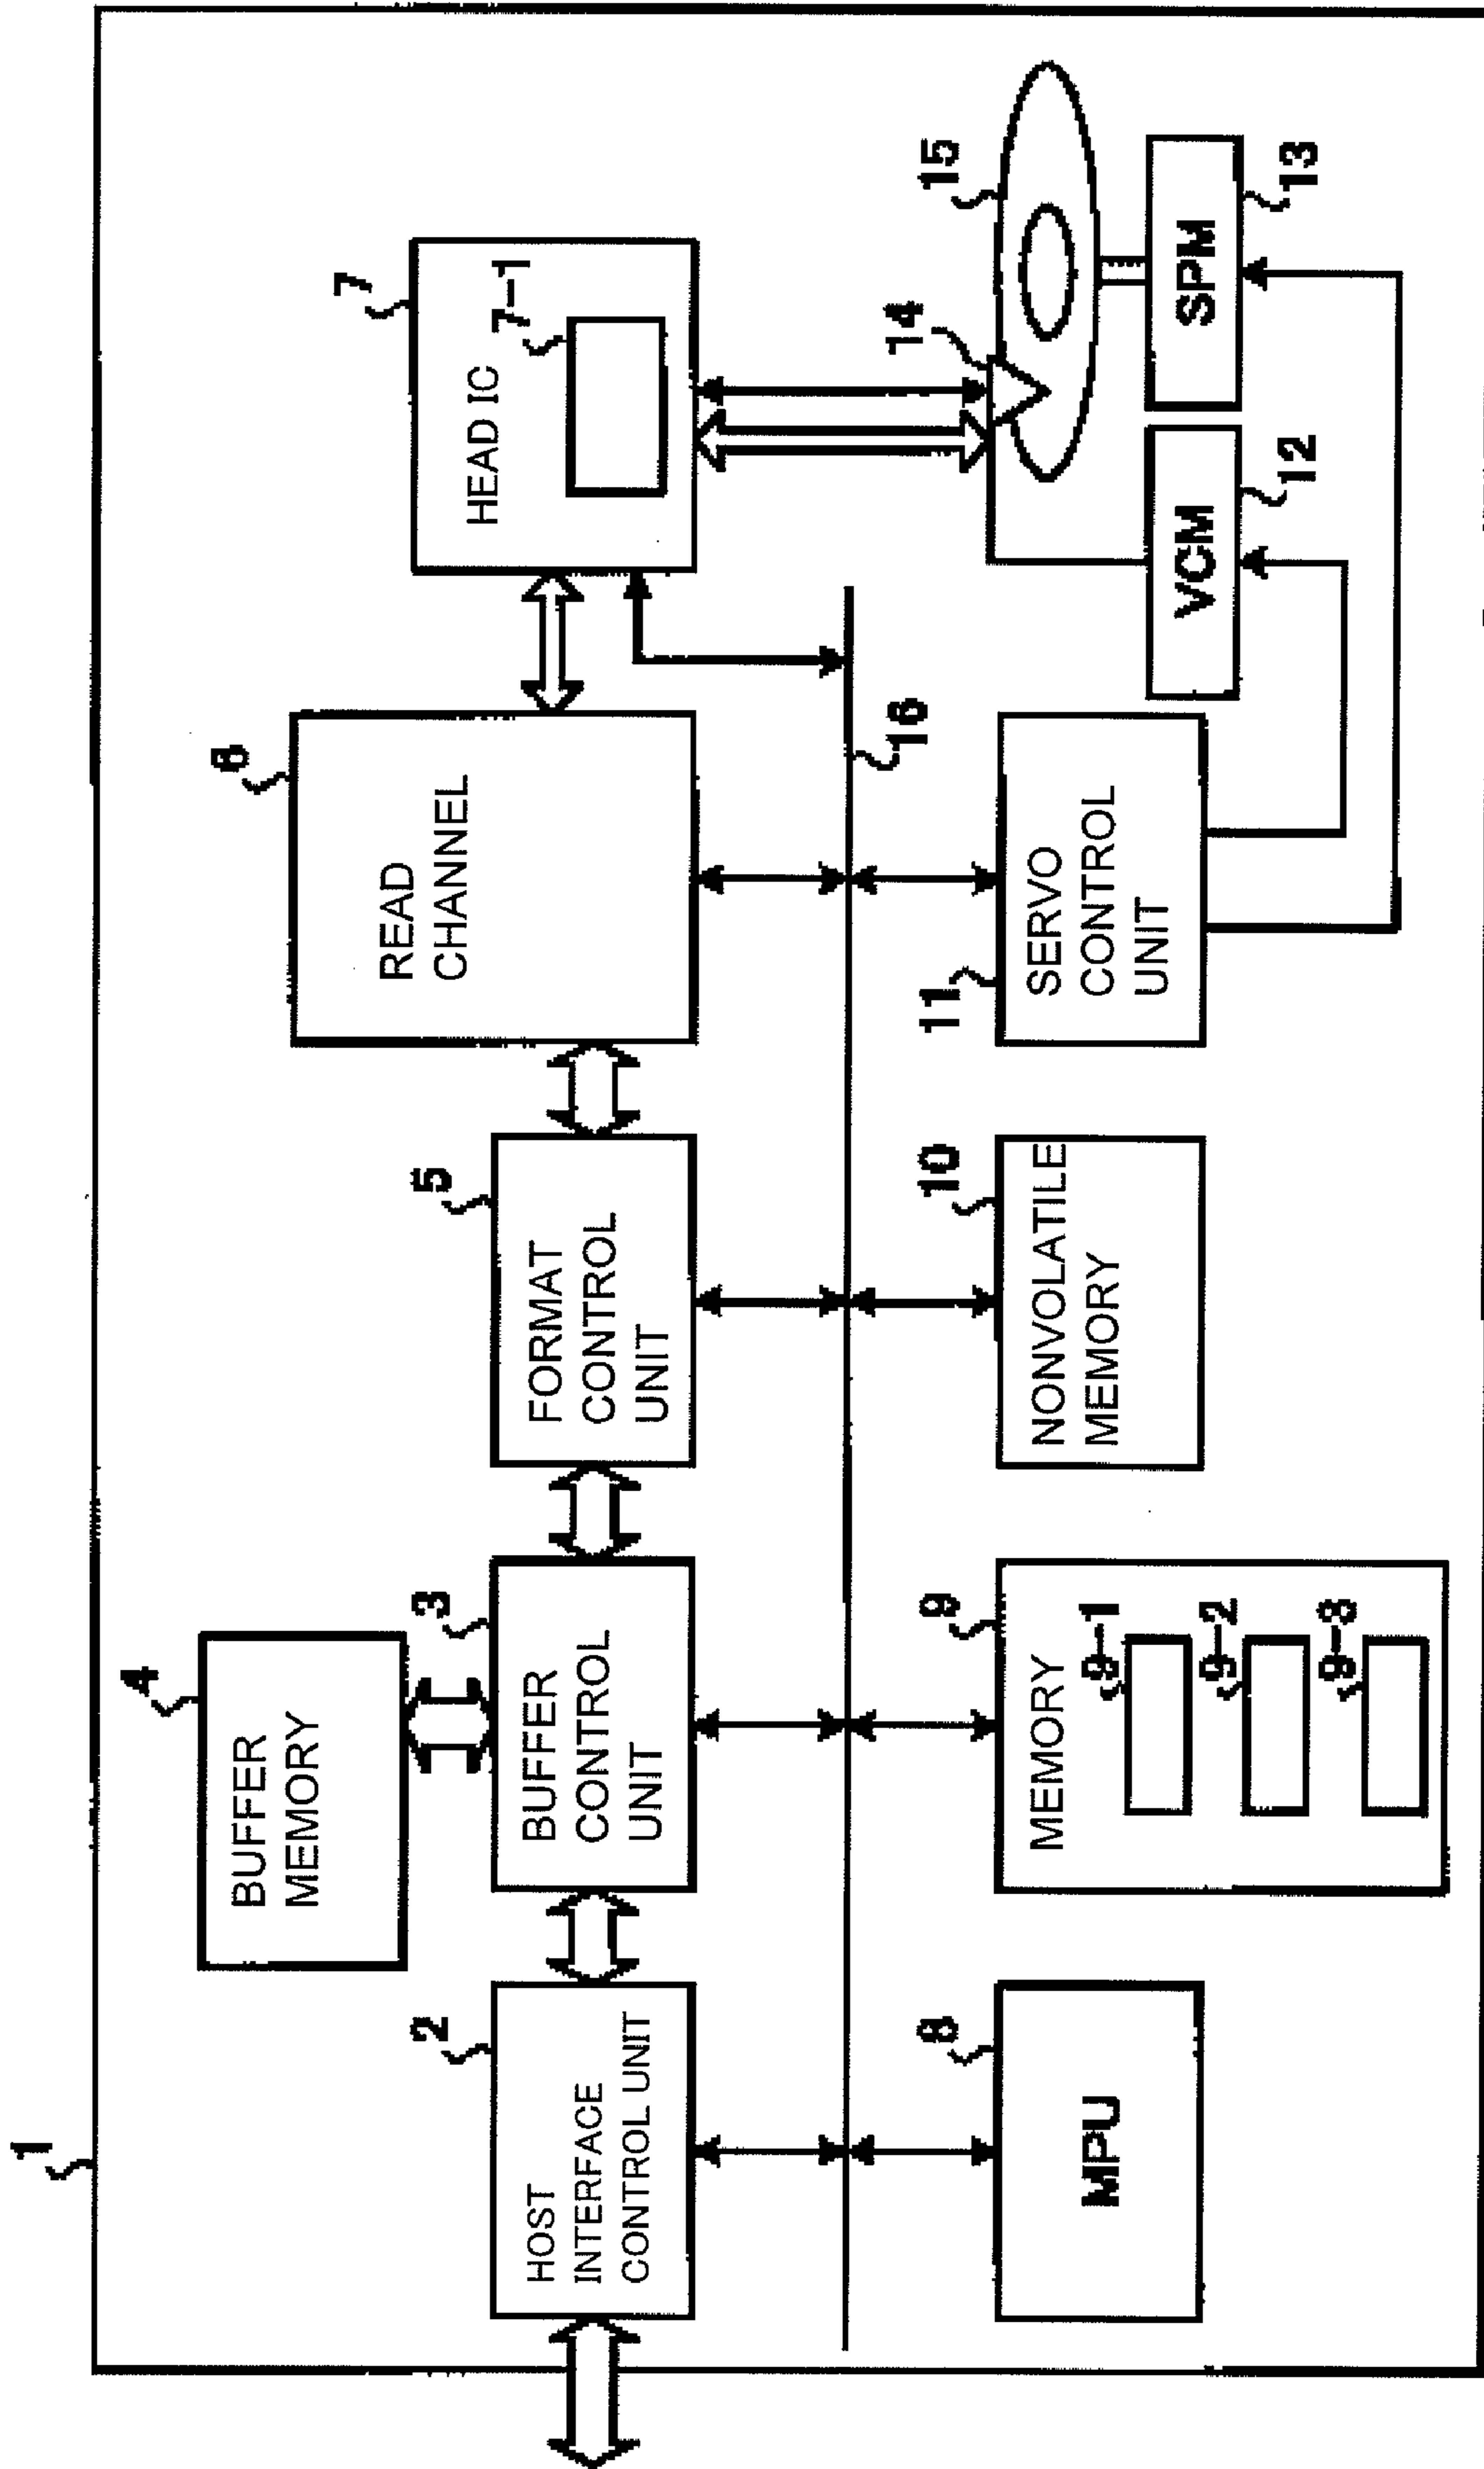 1
4
BUFFER
MEMORY
2
HOST
INTERFACE
CONTROL UNIT
3
BUFFER
CONTROL
UNIT
5
FORMAT
CONTROL
UNIT
6
READ
CHANNEL
7
HEAD IC
7-1
16
8
MPU
9
MEMORY
9-1
9-2
9-8
10
NONVOLATILE
MEMORY
11
SERVO
CONTROL
UNIT
14
15
VCM
12
SPM
13